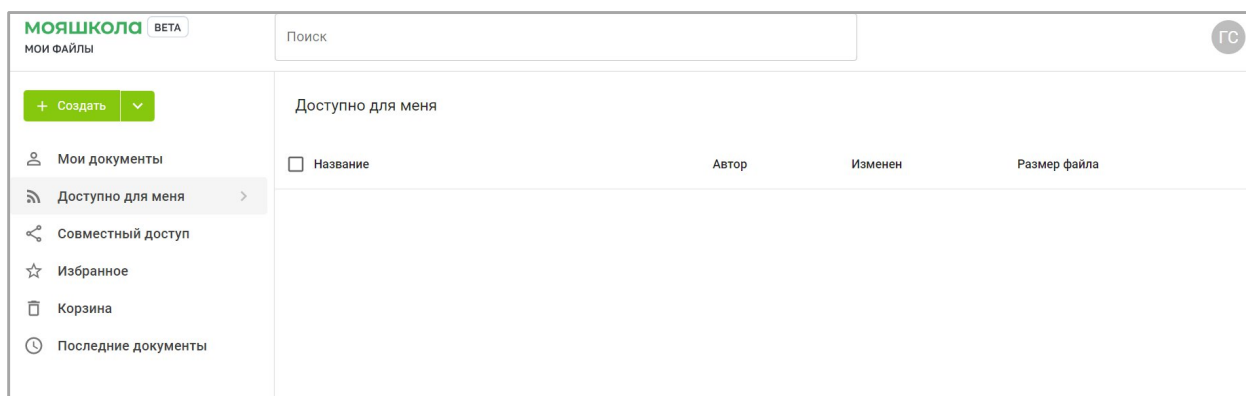 МОЯШКОЛА BETA
МОИ ФАЙЛЫ
Поиск
ГС
+ Создать
Мои документы
Доступно для меня
Совместный доступ
Избранное
Корзина
Последние документы
Доступно для меня
Название Автор Изменен Размер файла